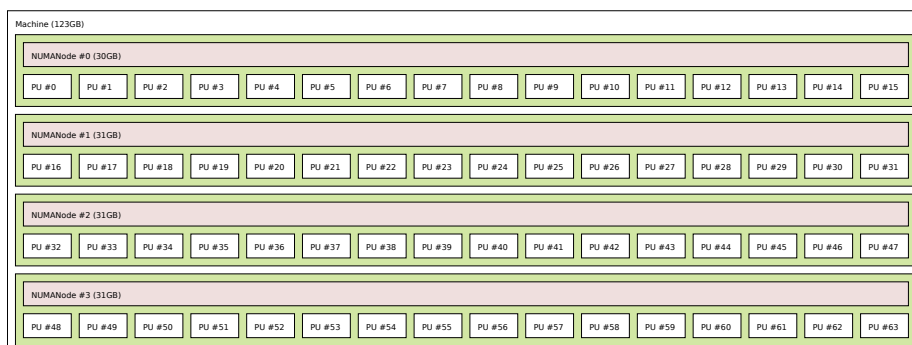 Machine (123GB)
NUMANode #0 (30GB)
PU #0 PU #1 PU #2 PU #3 PU #4 PU #5 PU #6 PU #7 PU #8 PU #9 PU #10 PU #11 PU #12 PU #13 PU #14 PU #15
NUMANode #1 (31GB)
PU #16 PU #17 PU #18 PU #19 PU #20 PU #21 PU #22 PU #23 PU #24 PU #25 PU #26 PU #27 PU #28 PU #29 PU #30 PU #31
NUMANode #2 (31GB)
PU #32 PU #33 PU #34 PU #35 PU #36 PU #37 PU #38 PU #39 PU #40 PU #41 PU #42 PU #43 PU #44 PU #45 PU #46 PU #47
NUMANode #3 (31GB)
PU #48 PU #49 PU #50 PU #51 PU #52 PU #53 PU #54 PU #55 PU #56 PU #57 PU #58 PU #59 PU #60 PU #61 PU #62 PU #63